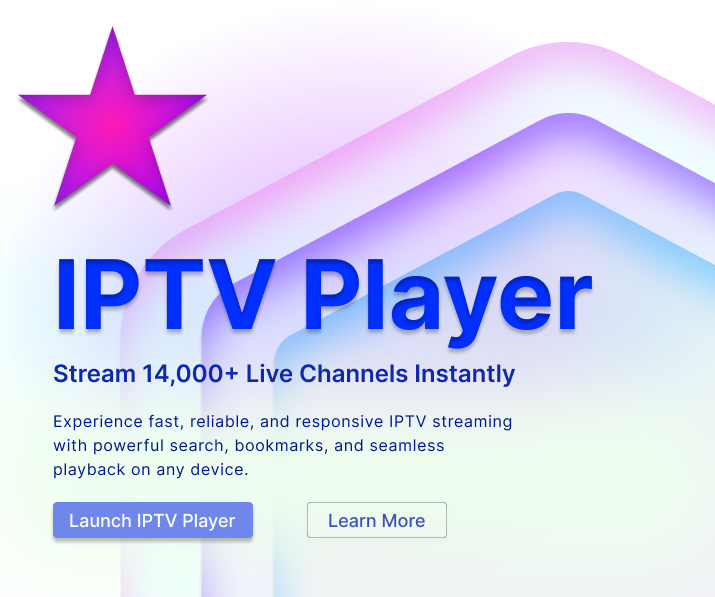 IPTV Player
Stream 14,000+ Live Channels Instantly
Experience fast, reliable, and responsive IPTV streaming
with powerful search, bookmarks, and seamless
playback on any device.
Launch IPTV Player
Learn More